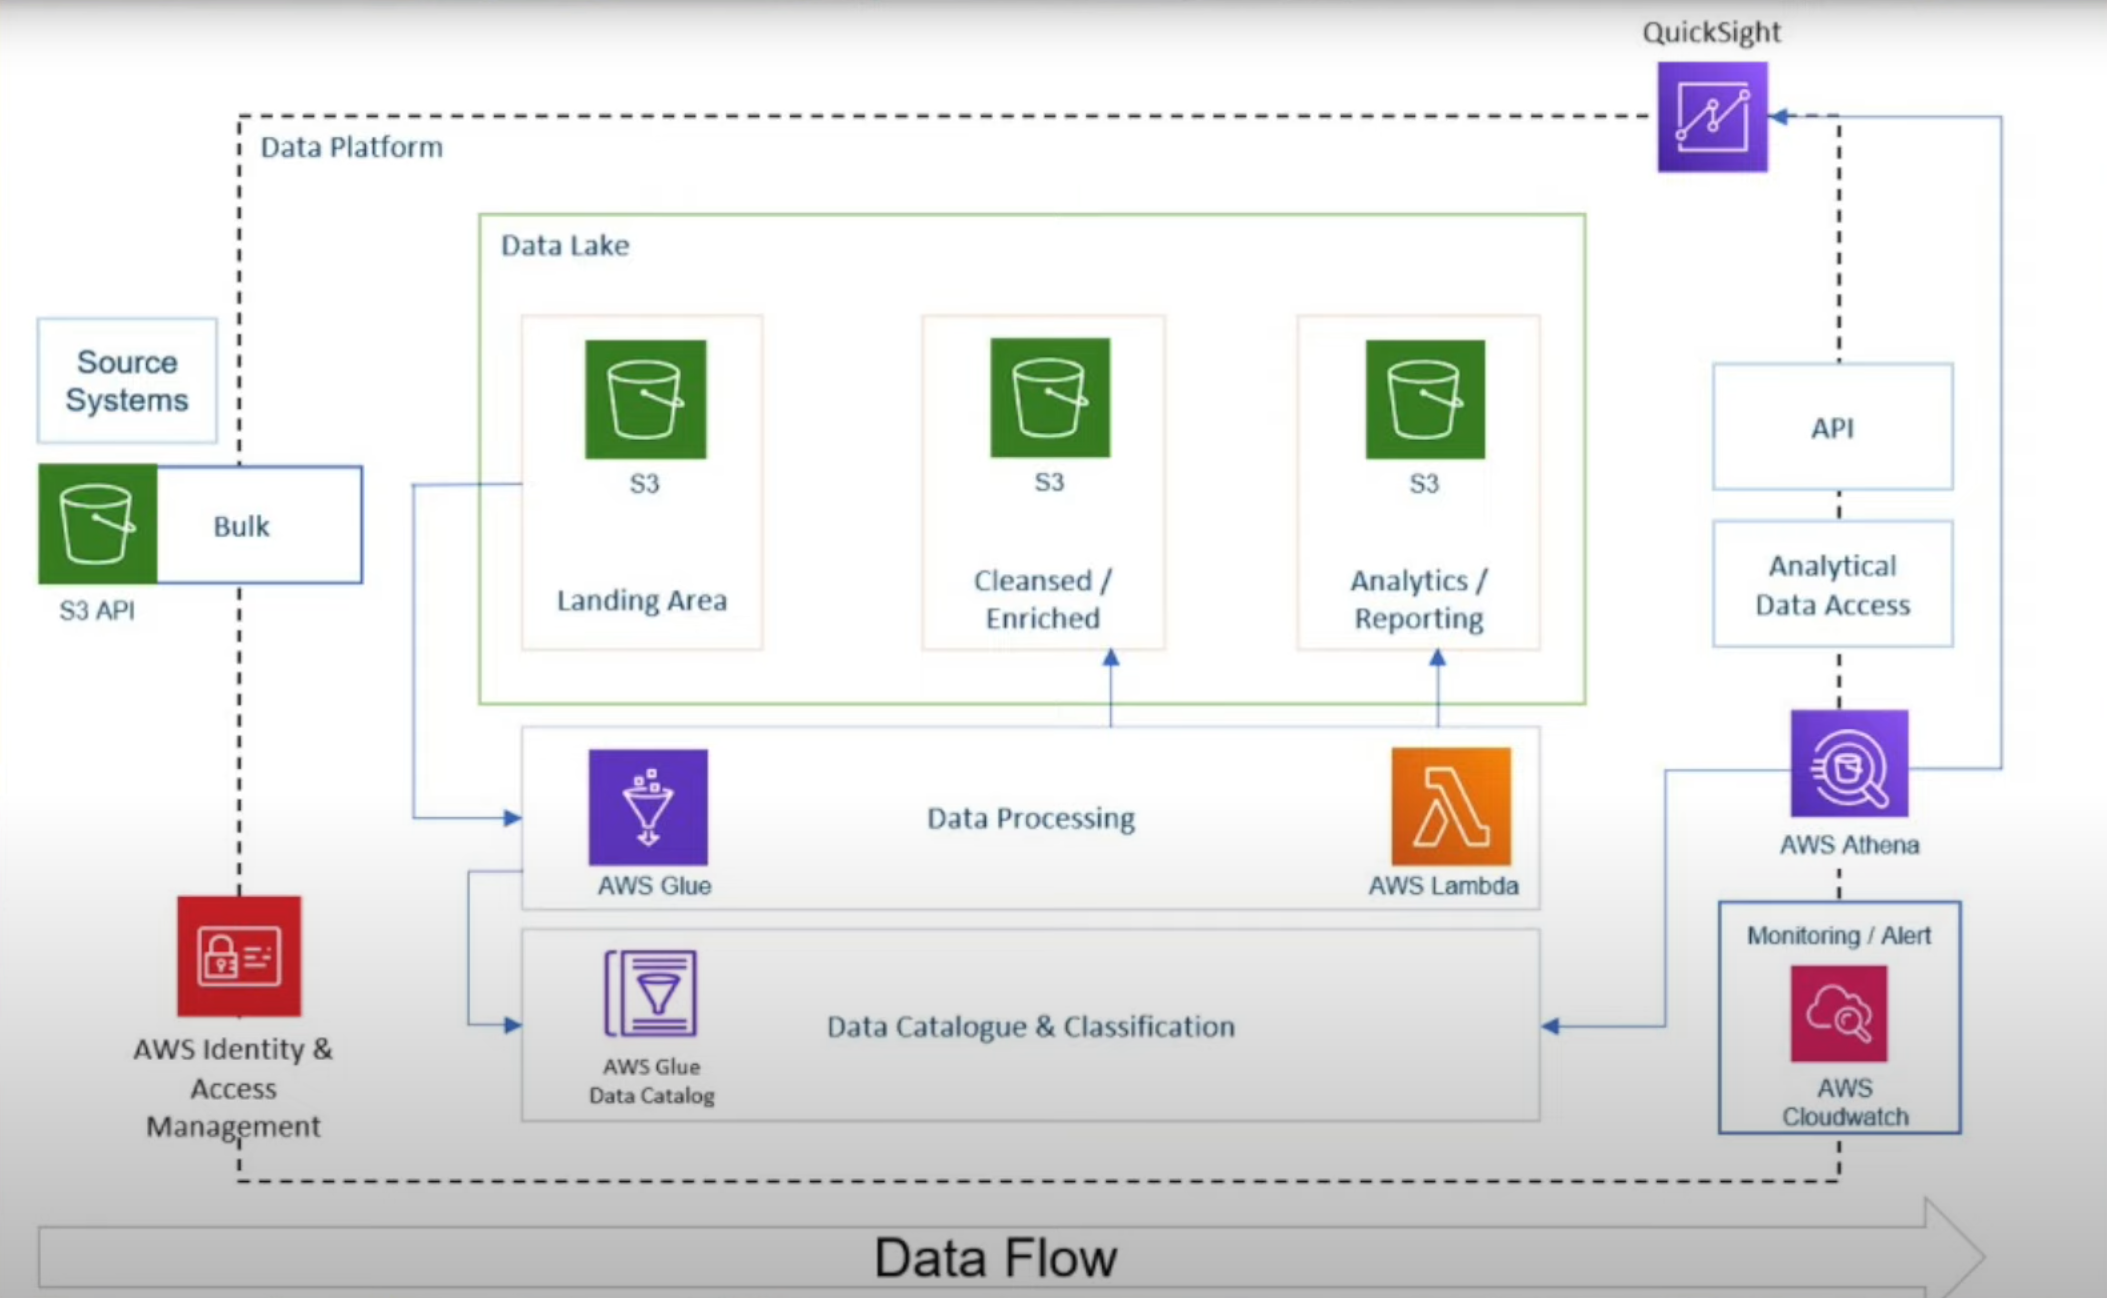 QuickSight
Data Platform
Data Lake
Source
Systems
Bulk
S3 API
S3
Landing Area
S3
Cleansed /
Enriched
S3
Analytics /
Reporting
API
Analytical
Data Access
Data Processing
AWS Glue
AWS Lambda
AWS Athena
AWS Identity &
Access
Management
AWS Glue
Data Catalog
Data Catalogue & Classification
Monitoring / Alert
AWS
Cloudwatch
Data Flow